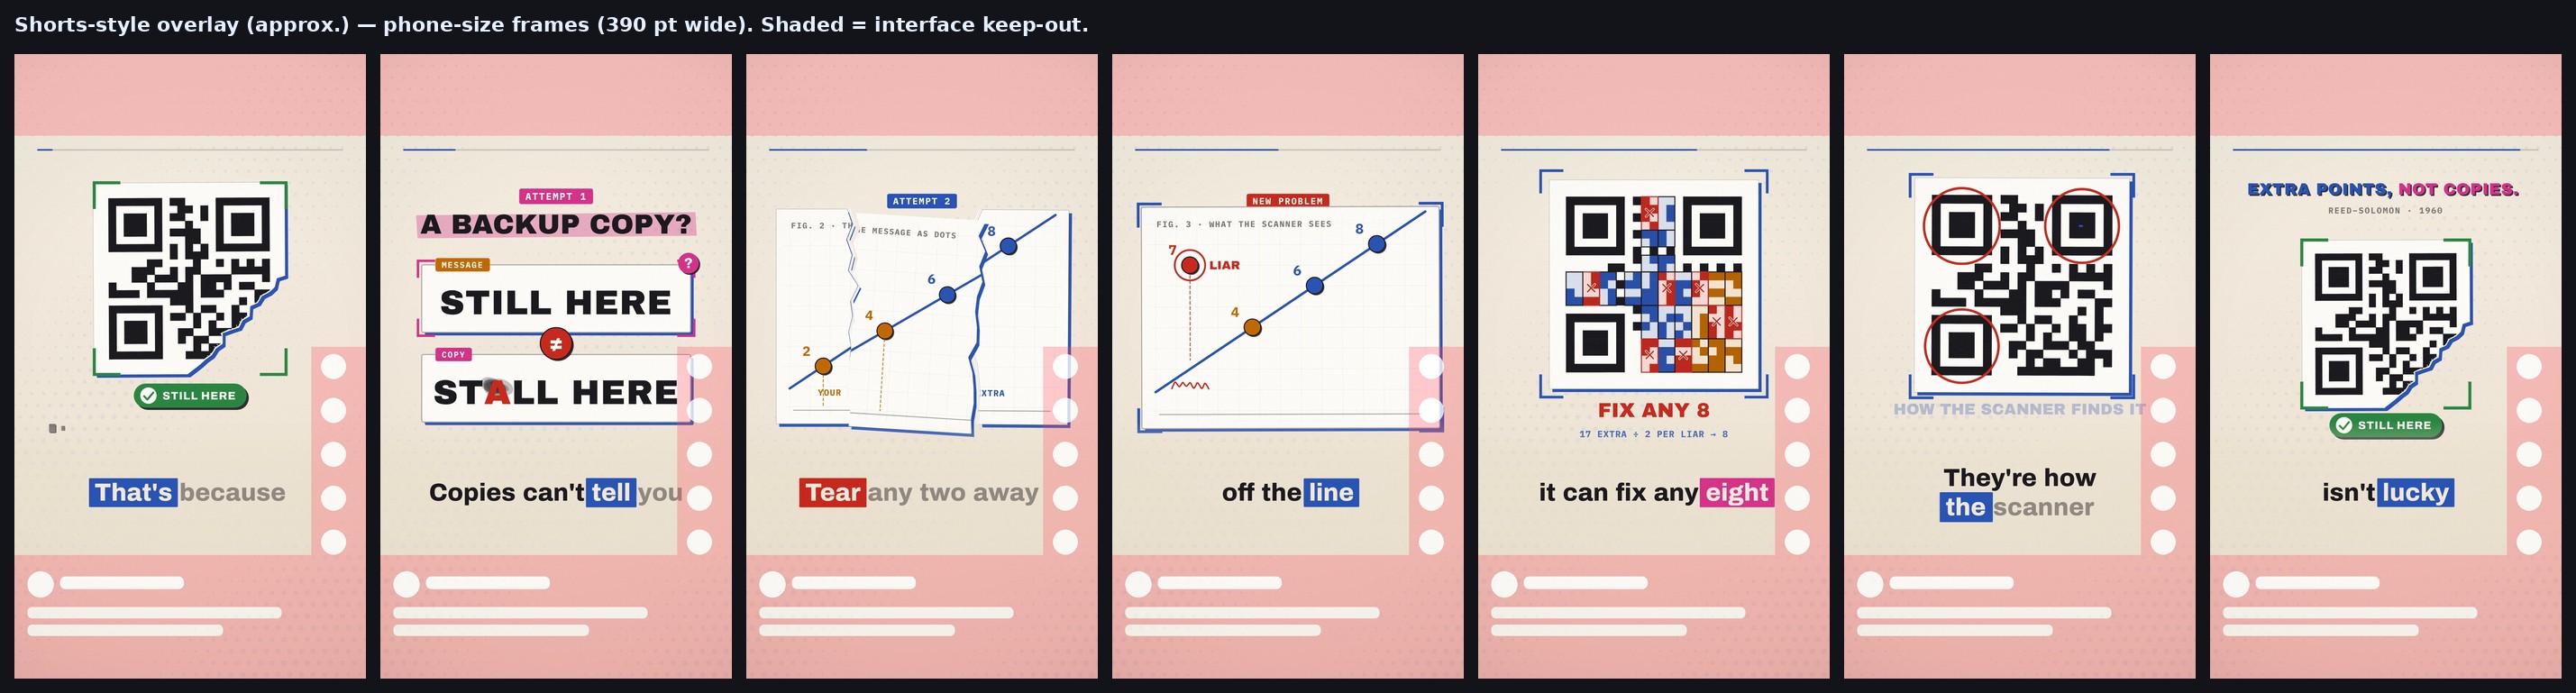 Shorts-style overlay (approx.) — phone-size frames (390 pt wide). Shaded = interface keep-out.
STILL HERE
That's because
ATTEMPT 1
A BACKUP COPY?
MESSAGE
?
STILL HERE
≠
COPY
STALL HERE
Copies can't tell you
ATTEMPT 2
FIG. 2 · TH E MESSAGE AS DOTS
8
6
4
2
YOUR
XTRA
Tear any two away
NEW PROBLEM
FIG. 3 · WHAT THE SCANNER SEES
8
7
LIAR
6
4
off the line
FIX ANY 8
17 EXTRA ÷ 2 PER LIAR → 8
it can fix any eight
HOW THE SCANNER FINDS IT
They're how
the scanner
EXTRA POINTS, NOT COPIES.
REED-SOLOMON · 1960
STILL HERE
isn't lucky